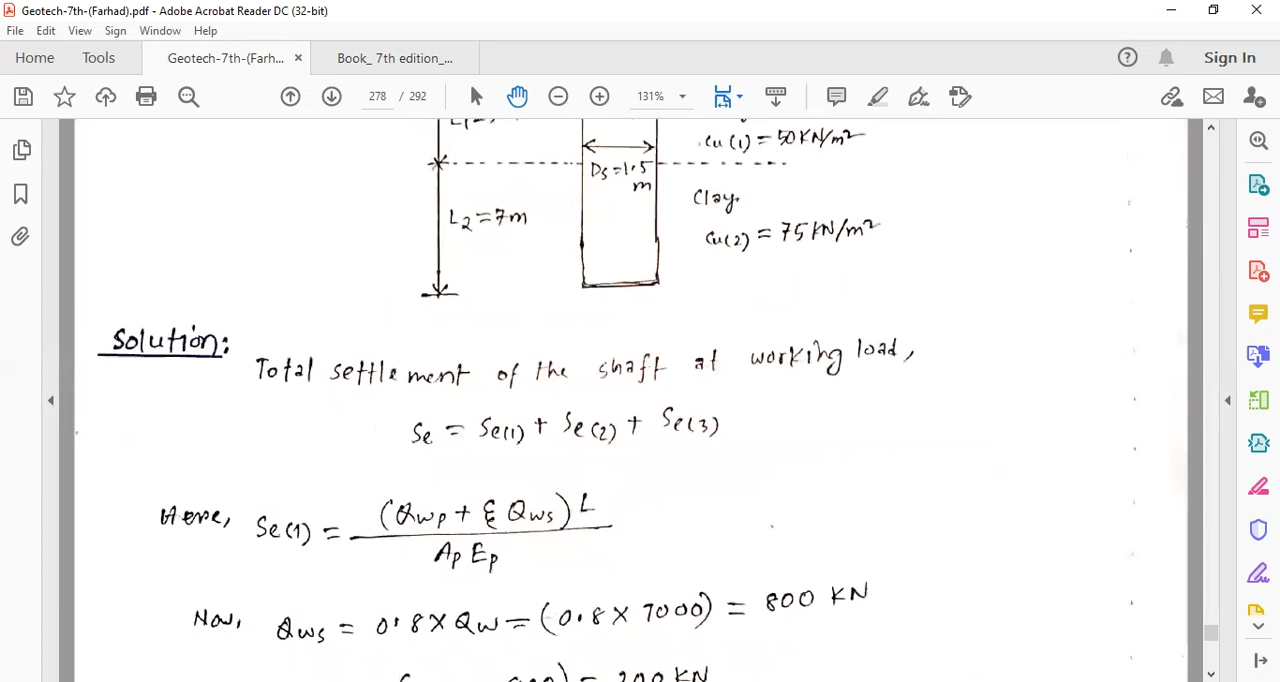 Geotech-7th-(Farhad).pdf - Adobe Acrobat Reader DC (32-bit)
File Edit View Sign Window Help
Home Tools Geotech-7th-(Farh... × Book_ 7th edition_... Sign In
278 / 292 131%
Cu(1) = 50 KN/m²
Ds = 1.5
m
Clay.
L2 = 7m
Cu(2) = 75 KN/m²
Solution:
Total settlement of the shaft at working load,
Se = Se(1) + Se(2) + Se(3)
Here, Se(1) = (Qwp + ξ Qws) L
Ap Ep
Now, Qws = 0.8 × Qw = (0.8 × 7000) = 800 KN
= 200 KN